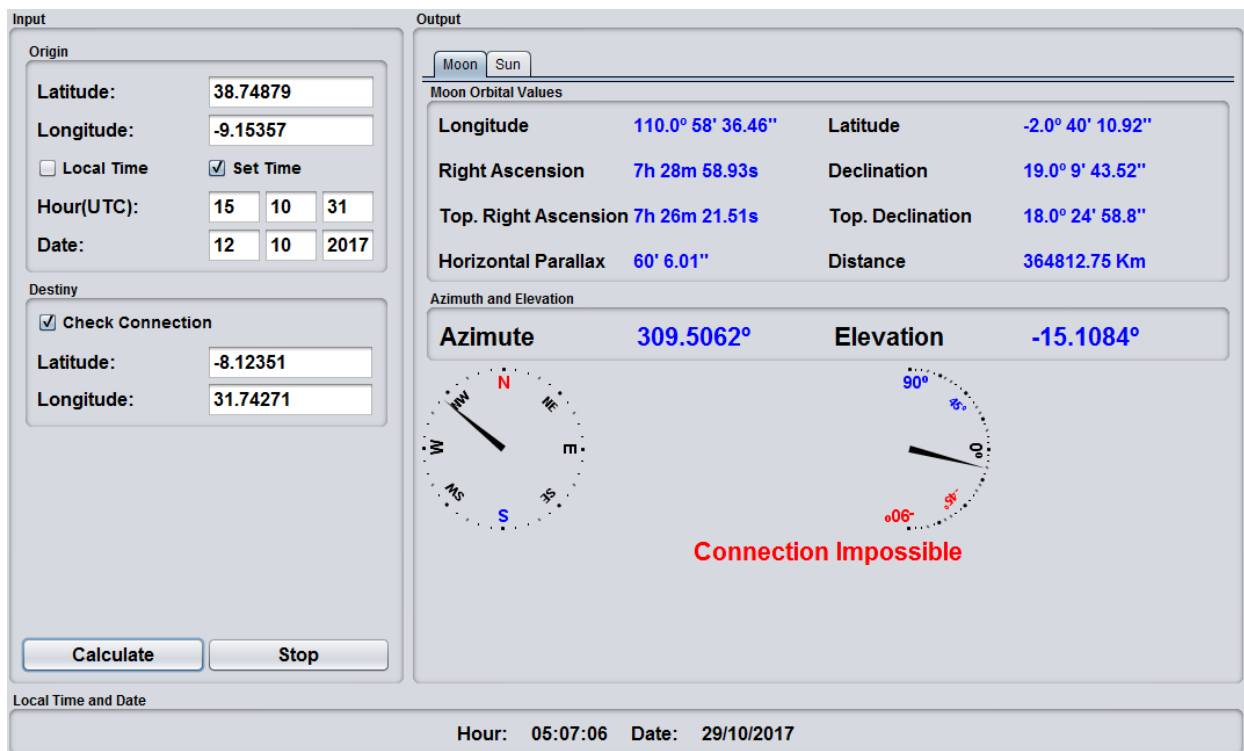 Input
Origin
Latitude: 38.74879
Longitude: -9.15357
Local Time Set Time
Hour(UTC): 15 10 31
Date: 12 10 2017
Destiny
Check Connection
Latitude: -8.12351
Longitude: 31.74271
Calculate Stop
Output
Moon Sun
Moon Orbital Values
Longitude 110.0º 58' 36.46" Latitude -2.0º 40' 10.92"
Right Ascension 7h 28m 58.93s Declination 19.0º 9' 43.52"
Top. Right Ascension 7h 26m 21.51s Top. Declination 18.0º 24' 58.8"
Horizontal Parallax 60' 6.01" Distance 364812.75 Km
Azimuth and Elevation
Azimute 309.5062º Elevation -15.1084º
N
NW NE
W E
SW SE
S
90º
45º
0º
-45º
-90º
Connection Impossible
Local Time and Date
Hour: 05:07:06 Date: 29/10/2017